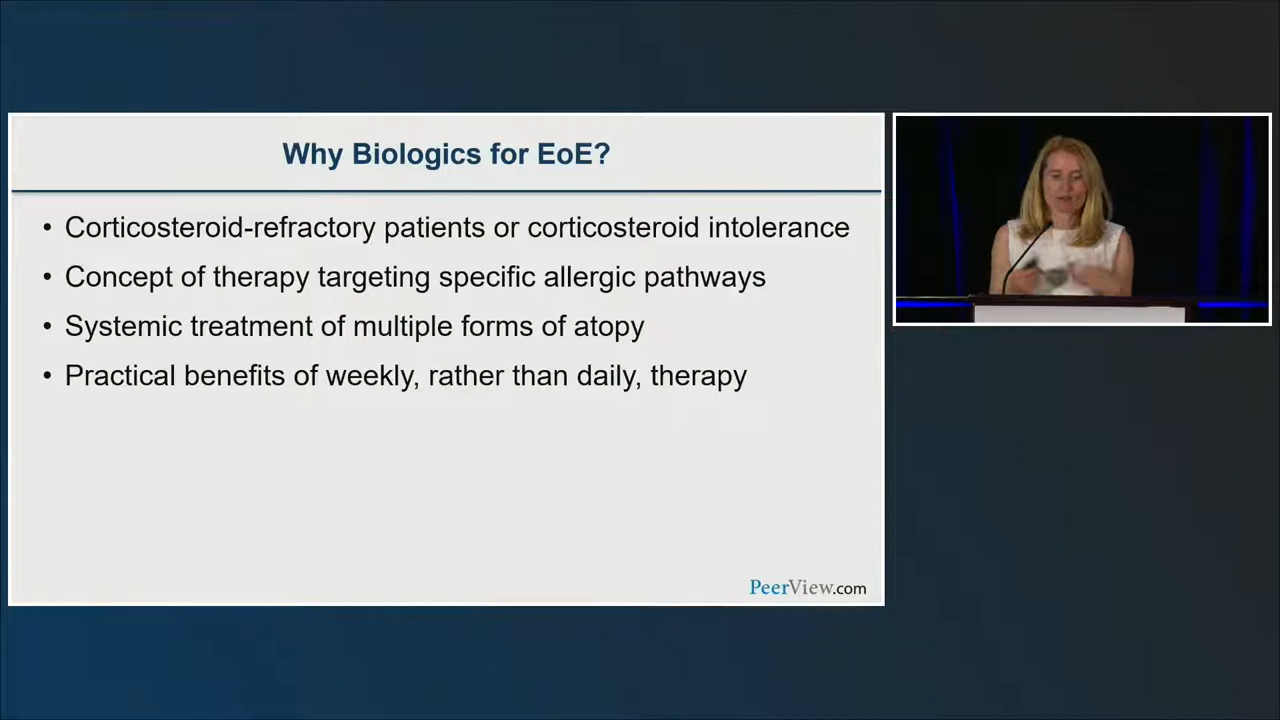 Why Biologics for EoE?
• Corticosteroid-refractory patients or corticosteroid intolerance
• Concept of therapy targeting specific allergic pathways
• Systemic treatment of multiple forms of atopy
• Practical benefits of weekly, rather than daily, therapy
PeerView.com